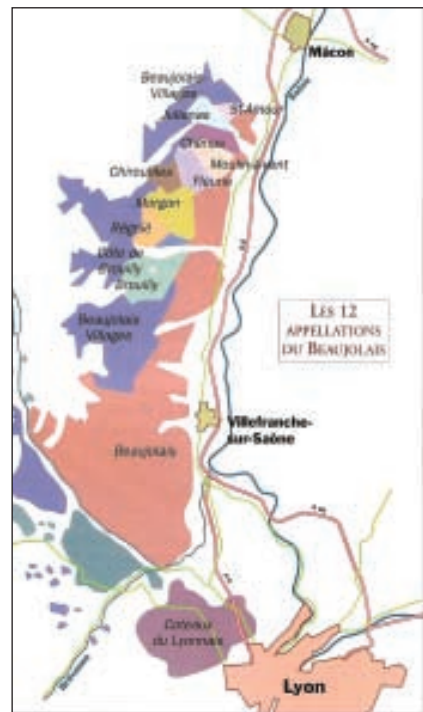 Mâcon
Saône
Beaujolais
Villages
Juliénas
St-Amour
Chénas
Moulin-à-Vent
Chiroubles
Fleurie
Morgon
Régnié
Côte de
Brouilly
Brouilly
Beaujolais
Villages
LES 12
APPELLATIONS
DU BEAUJOLAIS
Villefranche-
sur-Saône
Beaujolais
Coteaux
du Lyonnais
Lyon